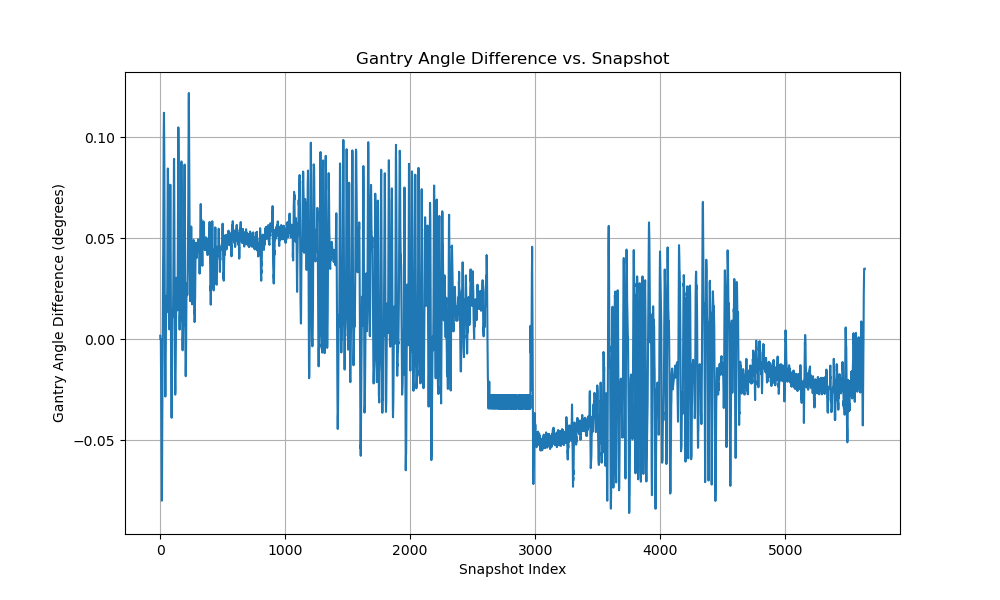 Gantry Angle Difference vs. Snapshot
Gantry Angle Difference (degrees)
0.10
0.05
0.00
−0.05
0 1000 2000 3000 4000 5000
Snapshot Index